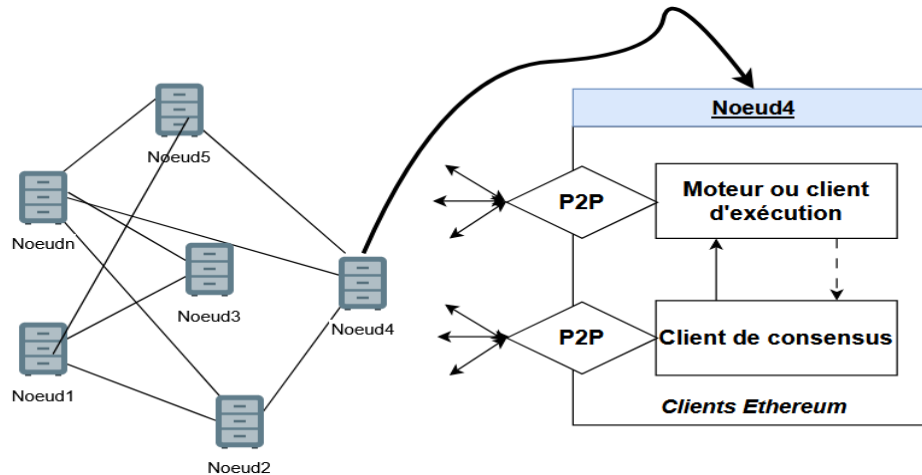 Noeud5
Noeudn
Noeud3
Noeud4
Noeud1
Noeud2
Noeud4
P2P
Moteur ou client
d'exécution
P2P
Client de consensus
Clients Ethereum